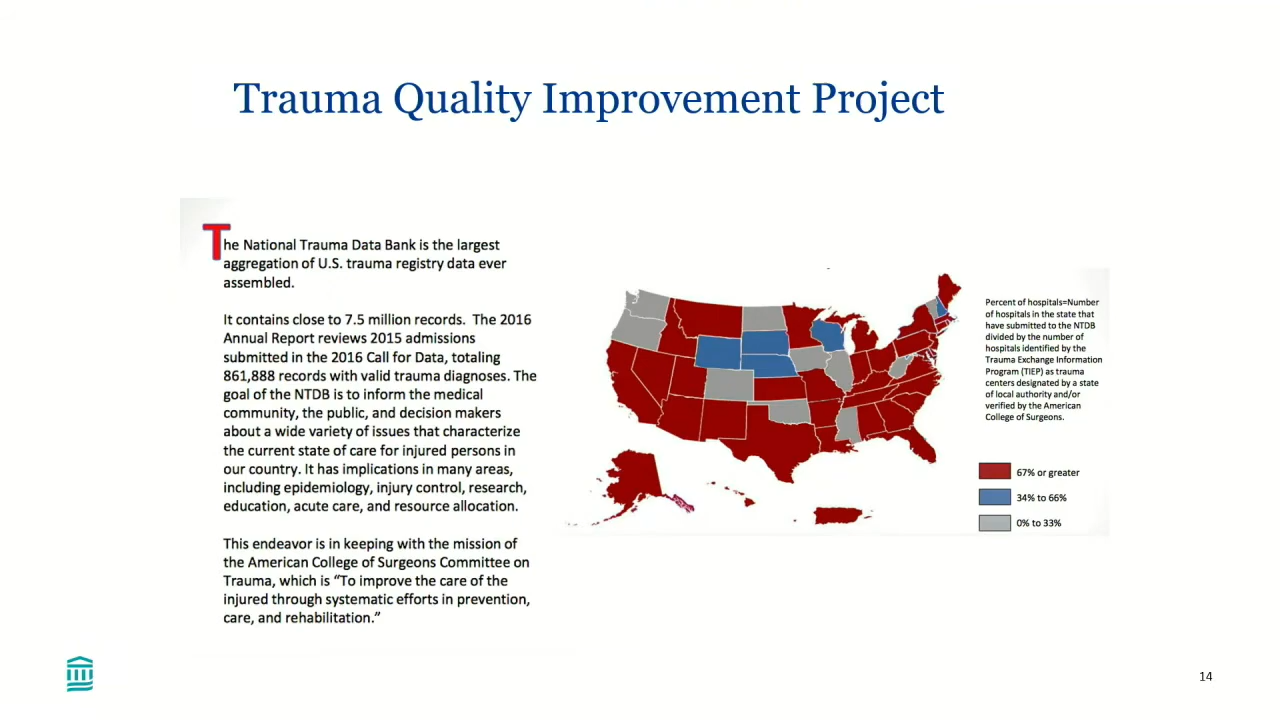 Trauma Quality Improvement Project
The National Trauma Data Bank is the largest
aggregation of U.S. trauma registry data ever
assembled.
It contains close to 7.5 million records. The 2016
Annual Report reviews 2015 admissions
submitted in the 2016 Call for Data, totaling
861,888 records with valid trauma diagnoses. The
goal of the NTDB is to inform the medical
community, the public, and decision makers
about a wide variety of issues that characterize
the current state of care for injured persons in
our country. It has implications in many areas,
including epidemiology, injury control, research,
education, acute care, and resource allocation.
This endeavor is in keeping with the mission of
the American College of Surgeons Committee on
Trauma, which is “To improve the care of the
injured through systematic efforts in prevention,
care, and rehabilitation.”
Percent of hospitals=Number
of hospitals in the state that
have submitted to the NTDB
divided by the number of
hospitals identified by the
Trauma Exchange Information
Program (TIEP) as trauma
centers designated by a state
of local authority and/or
verified by the American
College of Surgeons.
67% or greater
34% to 66%
0% to 33%
14